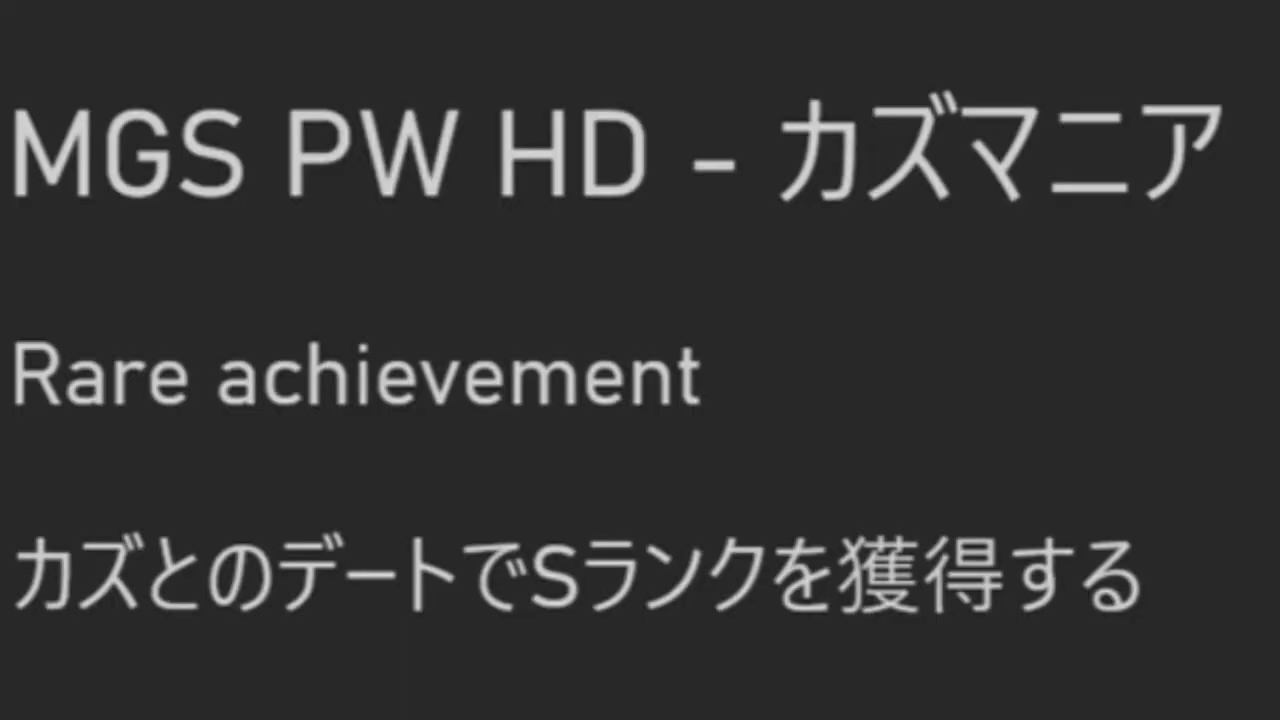 MGS PW HD - カズマニア
Rare achievement
カズとのデートでSランクを獲得する